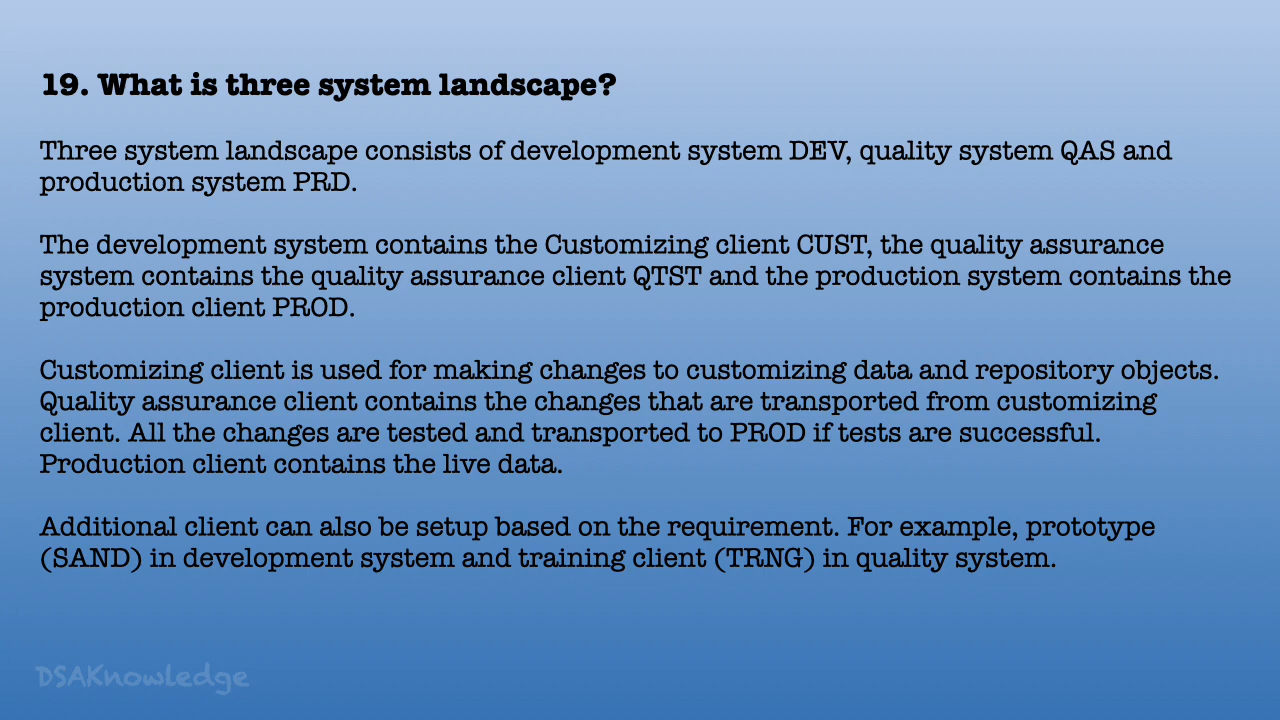 19. What is three system landscape?
Three system landscape consists of development system DEV, quality system QAS and
production system PRD.
The development system contains the Customizing client CUST, the quality assurance
system contains the quality assurance client QTST and the production system contains the
production client PROD.
Customizing client is used for making changes to customizing data and repository objects.
Quality assurance client contains the changes that are transported from customizing
client. All the changes are tested and transported to PROD if tests are successful.
Production client contains the live data.
Additional client can also be setup based on the requirement. For example, prototype
(SAND) in development system and training client (TRNG) in quality system.
DSAKnowledge